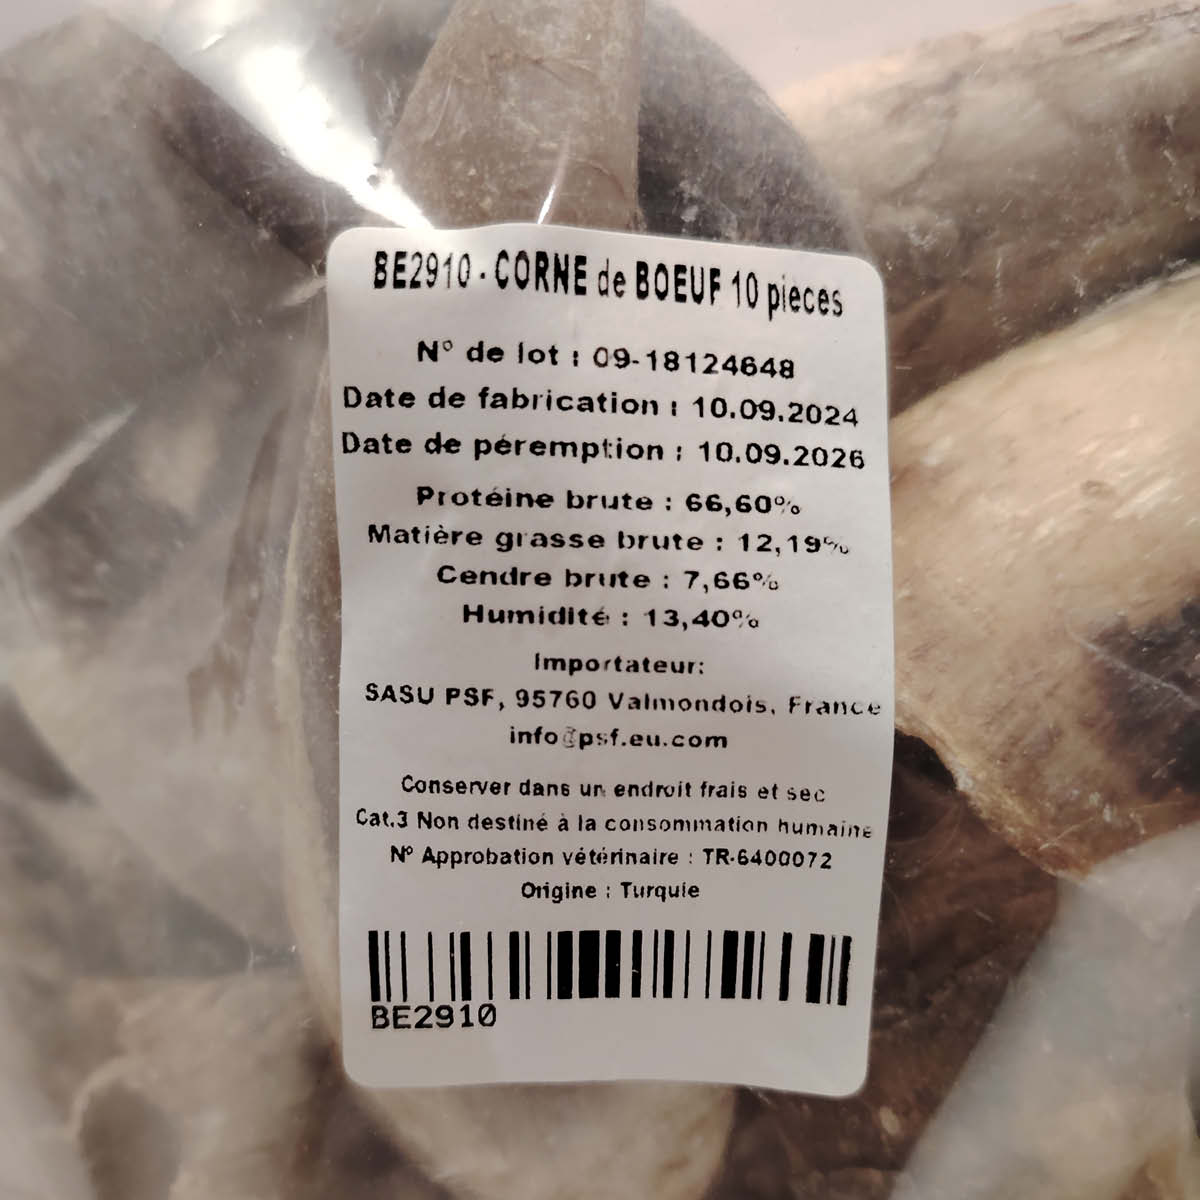 BE2910 - CORNE de BOEUF 10 pieces
N° de lot : 09-18124648
Date de fabrication : 10.09.2024
Date de péremption : 10.09.2026
Protéine brute : 66,60%
Matière grasse brute : 12,19%
Cendre brute : 7,66%
Humidité : 13,40%
Importateur:
SASU PSF, 95760 Valmondois, France
info@psf.eu.com
Conserver dans un endroit frais et sec
Cat.3 Non destiné à la consommation humaine
N° Approbation vétérinaire : TR-6400072
Origine : Turquie
BE2910